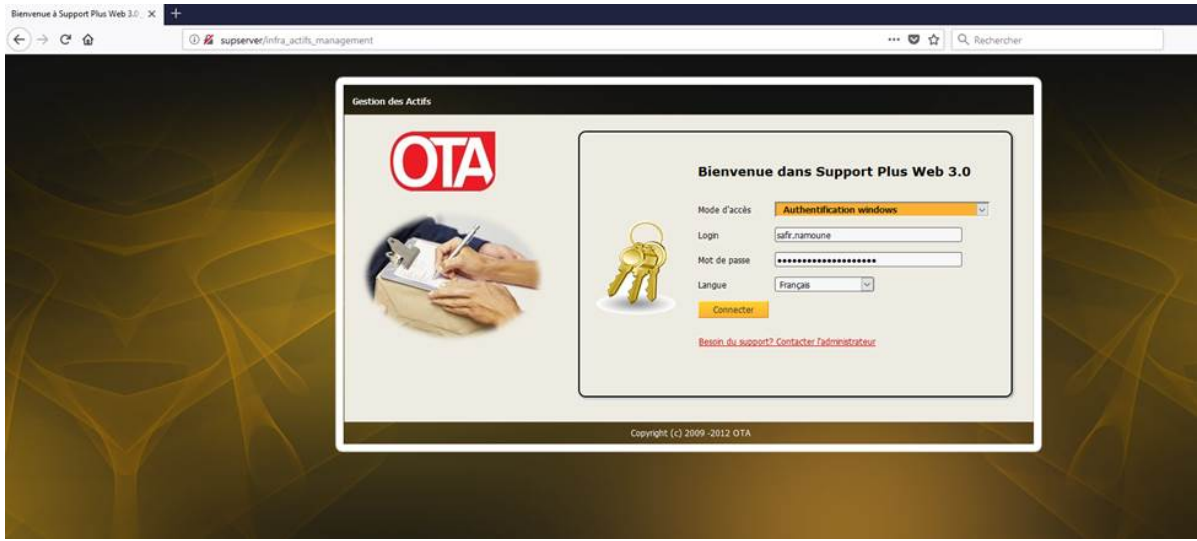 Bienvenue à Support Plus Web 3.0
supserver/infra_actifs_management
Rechercher
Gestion des Actifs
OTA
Bienvenue dans Support Plus Web 3.0
Mode d'accès Authentification windows
Login safir.namoune
Mot de passe ••••••••••••••••••••
Langue Français
Connecter
Besoin du support? Contacter l'administrateur
Copyright (c) 2009 -2012 OTA